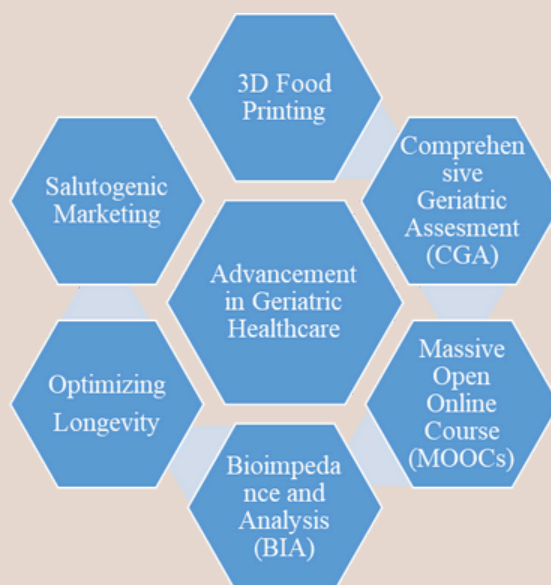 3D Food
Printing
Comprehen
sive
Geriatric
Assesment
(CGA)
Massive
Open
Online
Course
(MOOCs)
Bioimpeda
nce and
Analysis
(BIA)
Optimizing
Longevity
Salutogenic
Marketing
Advancement
in Geriatric
Healthcare